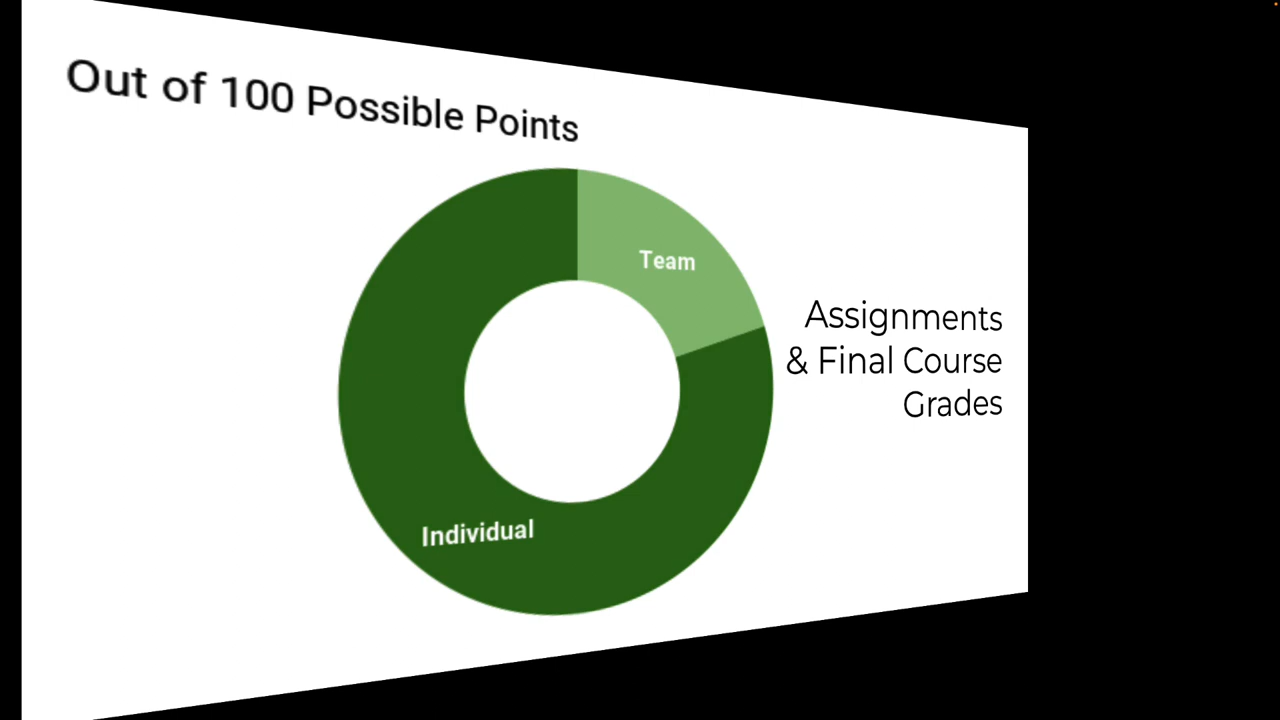 Out of 100 Possible Points
Team
Assignments
& Final Course
Grades
Individual